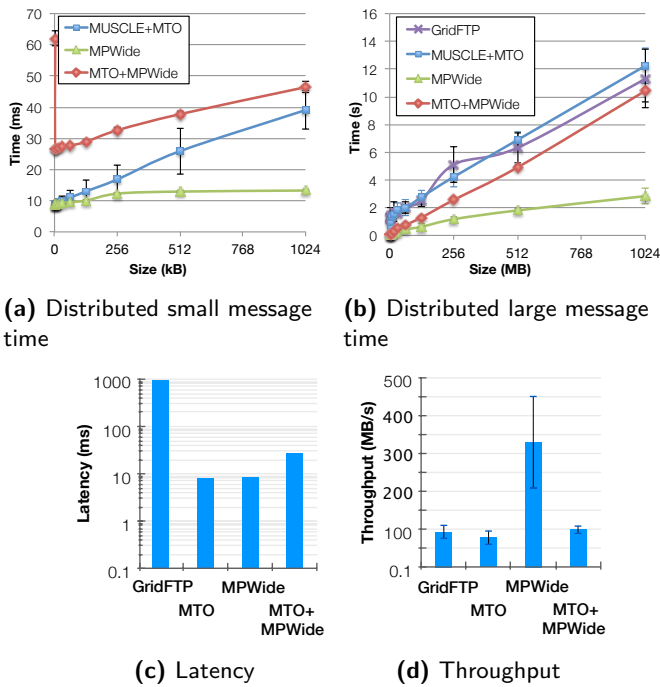 70
60
50
40
30
20
10
0
Time (ms)
MUSCLE+MTO
MPWide
MTO+MPWide
0 256 512 768 1024
Size (kB)
(a) Distributed small message
time
16
14
12
10
8
6
4
2
0
Time (s)
GridFTP
MUSCLE+MTO
MPWide
MTO+MPWide
0 256 512 768 1024
Size (MB)
(b) Distributed large message
time
1000
100
10
1
0.1
Latency (ms)
GridFTP MPWide
MTO MTO+
MPWide
(c) Latency
500
400
300
200
100
0.1
Throughput (MB/s)
GridFTP MPWide
MTO MTO+
MPWide
(d) Throughput